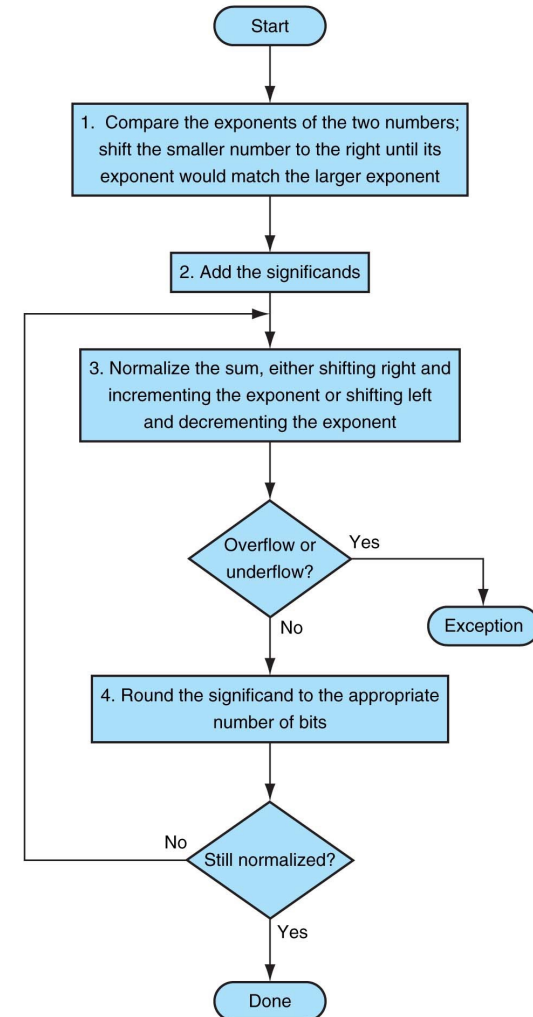 Start
1. Compare the exponents of the two numbers;
shift the smaller number to the right until its
exponent would match the larger exponent
2. Add the significands
3. Normalize the sum, either shifting right and
incrementing the exponent or shifting left
and decrementing the exponent
Overflow or
underflow?
Yes
Exception
No
4. Round the significand to the appropriate
number of bits
No
Still normalized?
Yes
Done